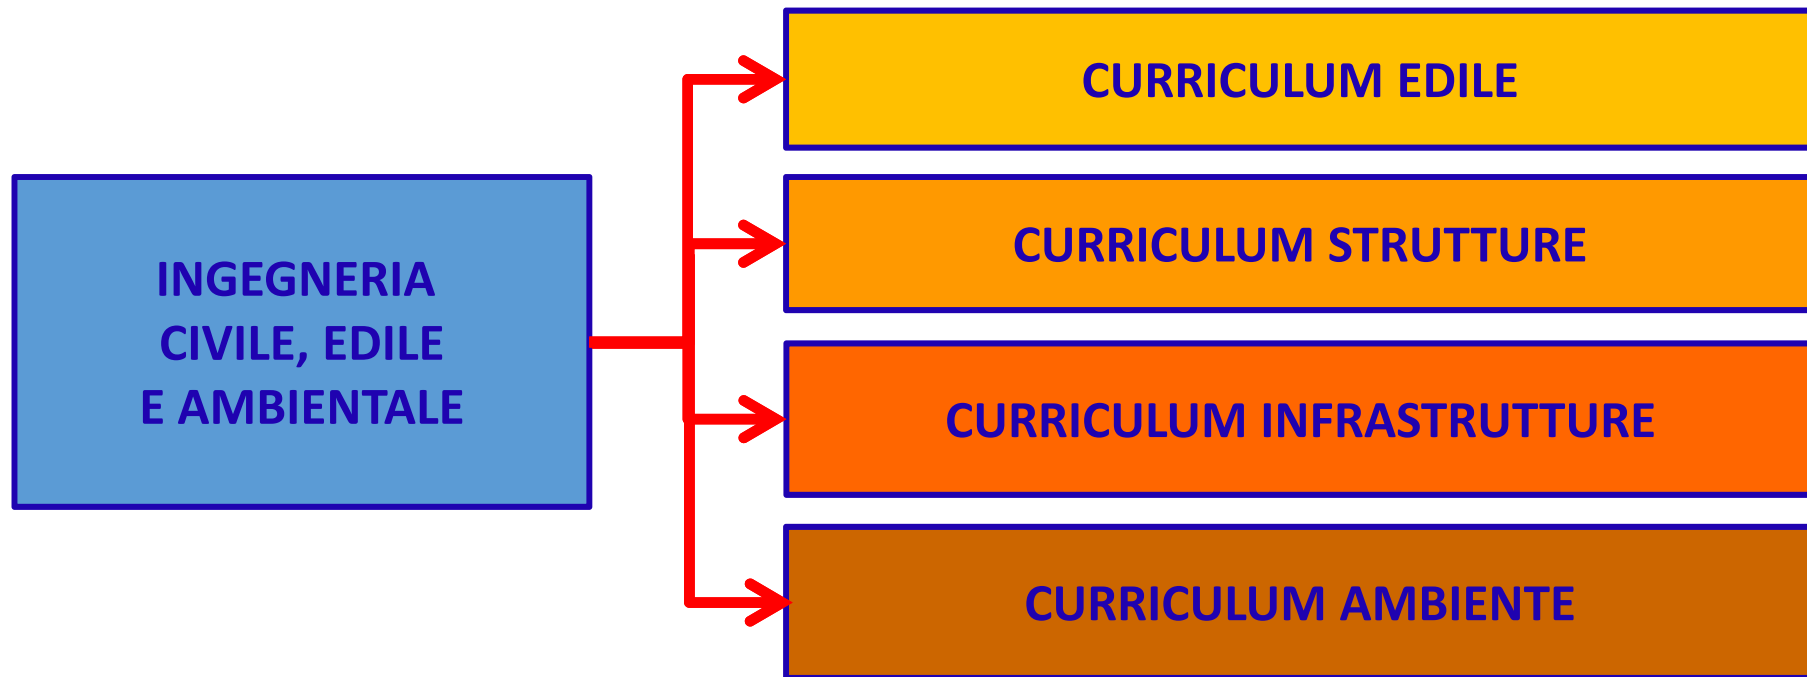 INGEGNERIA
CIVILE, EDILE
E AMBIENTALE
CURRICULUM EDILE
CURRICULUM STRUTTURE
CURRICULUM INFRASTRUTTURE
CURRICULUM AMBIENTE